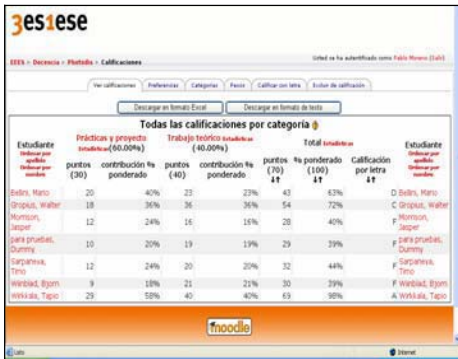 3es1ese
EEES » Docencia » Photodia » Calificaciones
Usted se ha autentificado como Pablo Moreno (Salir)
Ver calificaciones Preferencias Categorías Pesos Calificar con letra Exclusión de calificación
Descargar en formato Excel Descargar en formato de texto
Todas las calificaciones por categoría
Estudiante Prácticas y proyecto Trabajo teórico Estadísticas Total Estadísticas Estudiante
Estadísticas (60.00%) (40.00%)
Ordenar por apellido
Ordenar por nombre
puntos (30) contribución % ponderado puntos (40) contribución % ponderado puntos (70) % ponderado (100) Calificación por letra
Ordenar por apellido
Ordenar por nombre
Bellini, Mario 20 40% 23 23% 43 63% D Bellini, Mario
Gropius, Walter 18 36% 36 36% 54 72% C Gropius, Walter
Morrison, Jasper 12 24% 16 16% 28 40% F Morrison, Jasper
para pruebas, Dummy 10 20% 19 19% 29 39% F para pruebas, Dummy
Sarpaneva, Timo 12 24% 20 20% 32 44% F Sarpaneva, Timo
Winblad, Bjorn 9 18% 21 21% 30 39% F Winblad, Bjorn
Wirkkala, Tapio 29 58% 40 40% 69 98% A Wirkkala, Tapio
moodle
Listo Internet